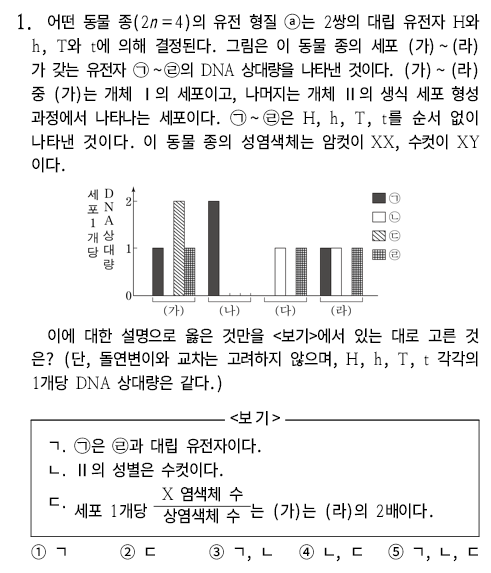 1. 어떤 동물 종(2n=4)의 유전 형질 ⓐ는 2쌍의 대립 유전자 H와
h, T와 t에 의해 결정된다. 그림은 이 동물 종의 세포 (가)~(라)
가 갖는 유전자 ㉠~㉣의 DNA 상대량을 나타낸 것이다. (가)~(라)
중 (가)는 개체 Ⅰ의 세포이고, 나머지는 개체 Ⅱ의 생식 세포 형성
과정에서 나타나는 세포이다. ㉠~㉣은 H, h, T, t를 순서 없이
나타낸 것이다. 이 동물 종의 성염색체는 암컷이 XX, 수컷이 XY
이다.
세포 1개당 DNA 상대량
2
1
0
(가) (나) (다) (라)
㉠
㉡
㉢
㉣
이에 대한 설명으로 옳은 것만을 <보기>에서 있는 대로 고른 것
은? (단, 돌연변이와 교차는 고려하지 않으며, H, h, T, t 각각의
1개당 DNA 상대량은 같다.)
<보 기>
ㄱ. ㉠은 ㉣과 대립 유전자이다.
ㄴ. Ⅱ의 성별은 수컷이다.
ㄷ. 세포 1개당 X 염색체 수 / 상염색체 수 는 (가)는 (라)의 2배이다.
① ㄱ ② ㄷ ③ ㄱ, ㄴ ④ ㄴ, ㄷ ⑤ ㄱ, ㄴ, ㄷ